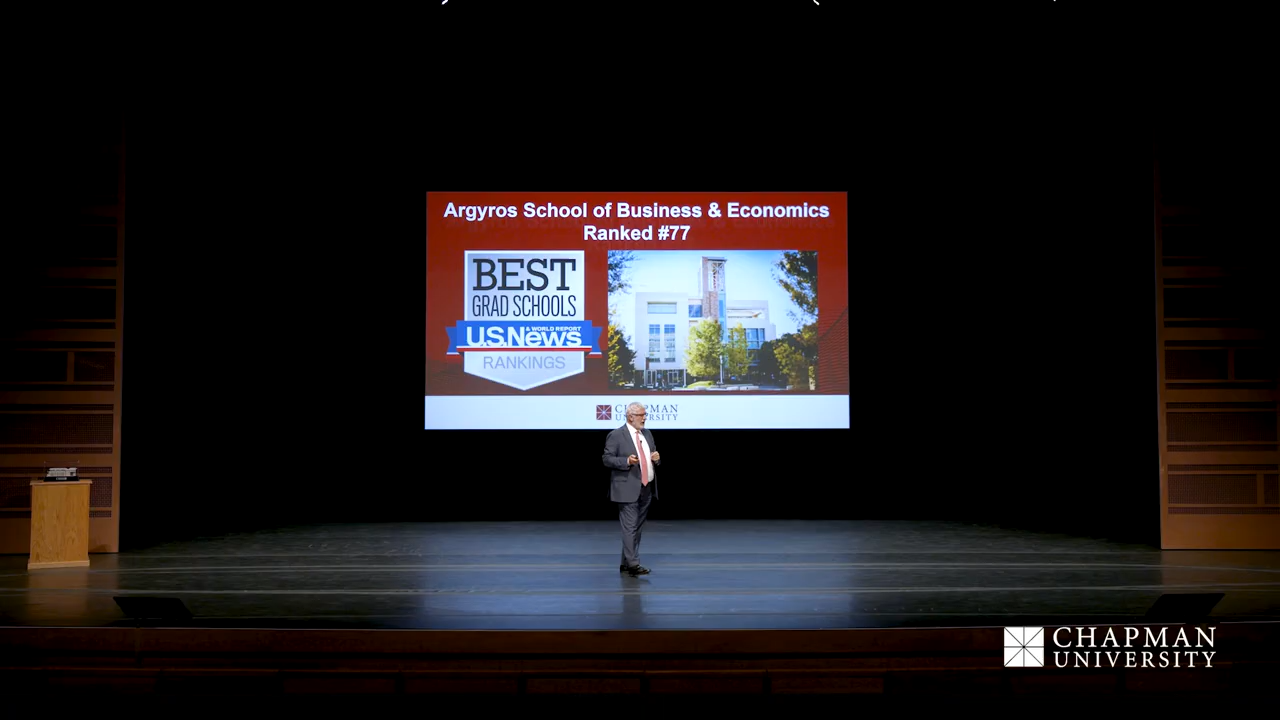 Argyros School of Business & Economics
Ranked #77
BEST
GRAD SCHOOLS
& WORLD REPORT
U.S.News
RANKINGS
CHAPMAN
UNIVERSITY
CHAPMAN
UNIVERSITY